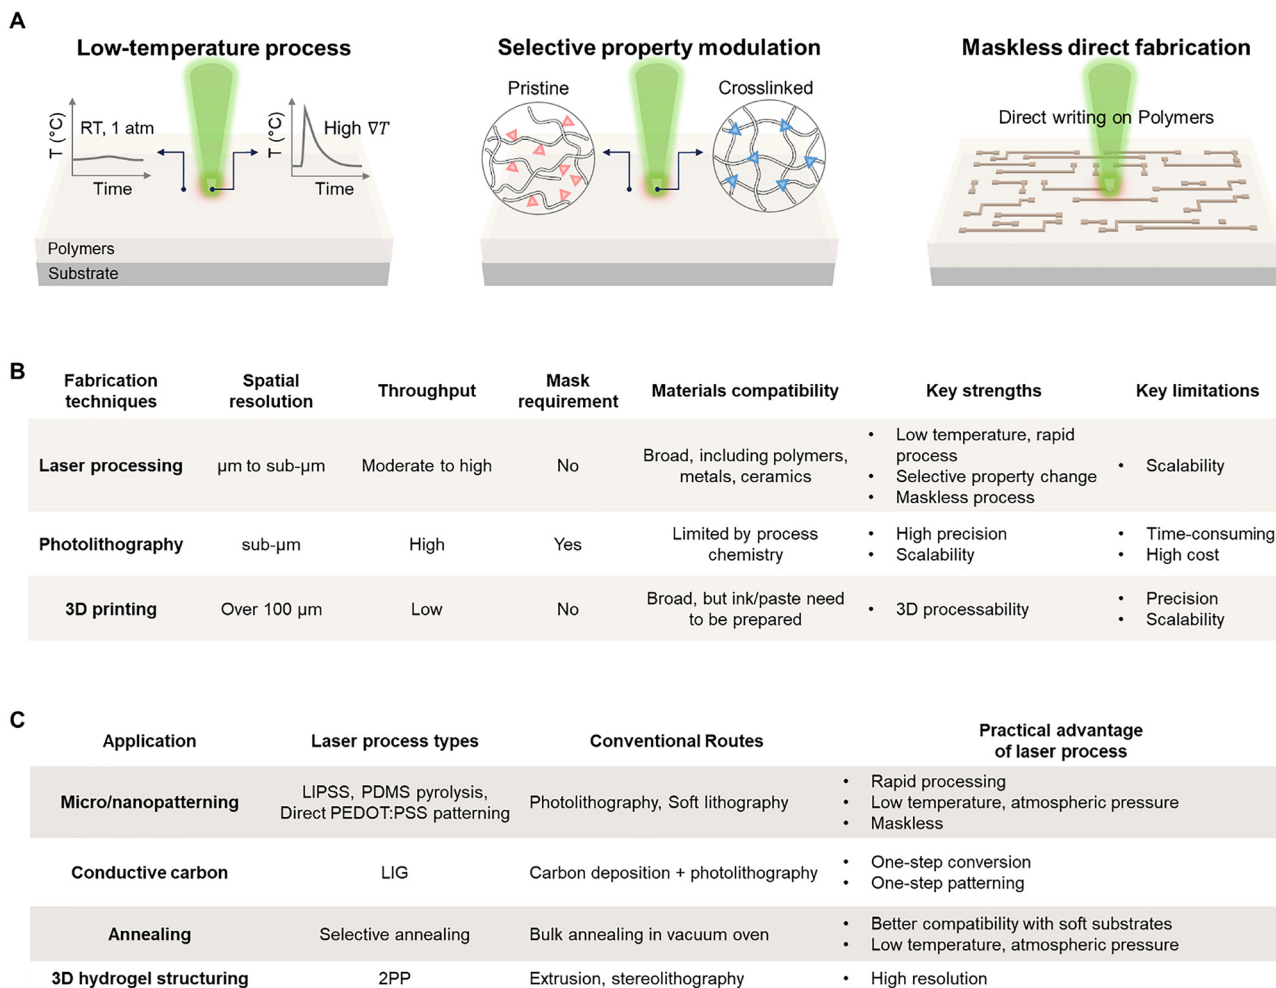 A
Low-temperature process
T (°C)
RT, 1 atm
Time
T (°C)
High ∇T
Time
Polymers
Substrate
Selective property modulation
Pristine
Crosslinked
Maskless direct fabrication
Direct writing on Polymers
B
Fabrication techniques
Spatial resolution
Throughput
Mask requirement
Materials compatibility
Key strengths
Key limitations
Laser processing
μm to sub-μm
Moderate to high
No
Broad, including polymers,
metals, ceramics
• Low temperature, rapid
process
• Selective property change
• Maskless process
• Scalability
Photolithography
sub-μm
High
Yes
Limited by process
chemistry
• High precision
• Scalability
• Time-consuming
• High cost
3D printing
Over 100 μm
Low
No
Broad, but ink/paste need
to be prepared
• 3D processability
• Precision
• Scalability
C
Application
Laser process types
Conventional Routes
Practical advantage
of laser process
Micro/nanopatterning
LIPSS, PDMS pyrolysis,
Direct PEDOT:PSS patterning
Photolithography, Soft lithography
• Rapid processing
• Low temperature, atmospheric pressure
• Maskless
Conductive carbon
LIG
Carbon deposition + photolithography
• One-step conversion
• One-step patterning
Annealing
Selective annealing
Bulk annealing in vacuum oven
• Better compatibility with soft substrates
• Low temperature, atmospheric pressure
3D hydrogel structuring
2PP
Extrusion, stereolithography
• High resolution